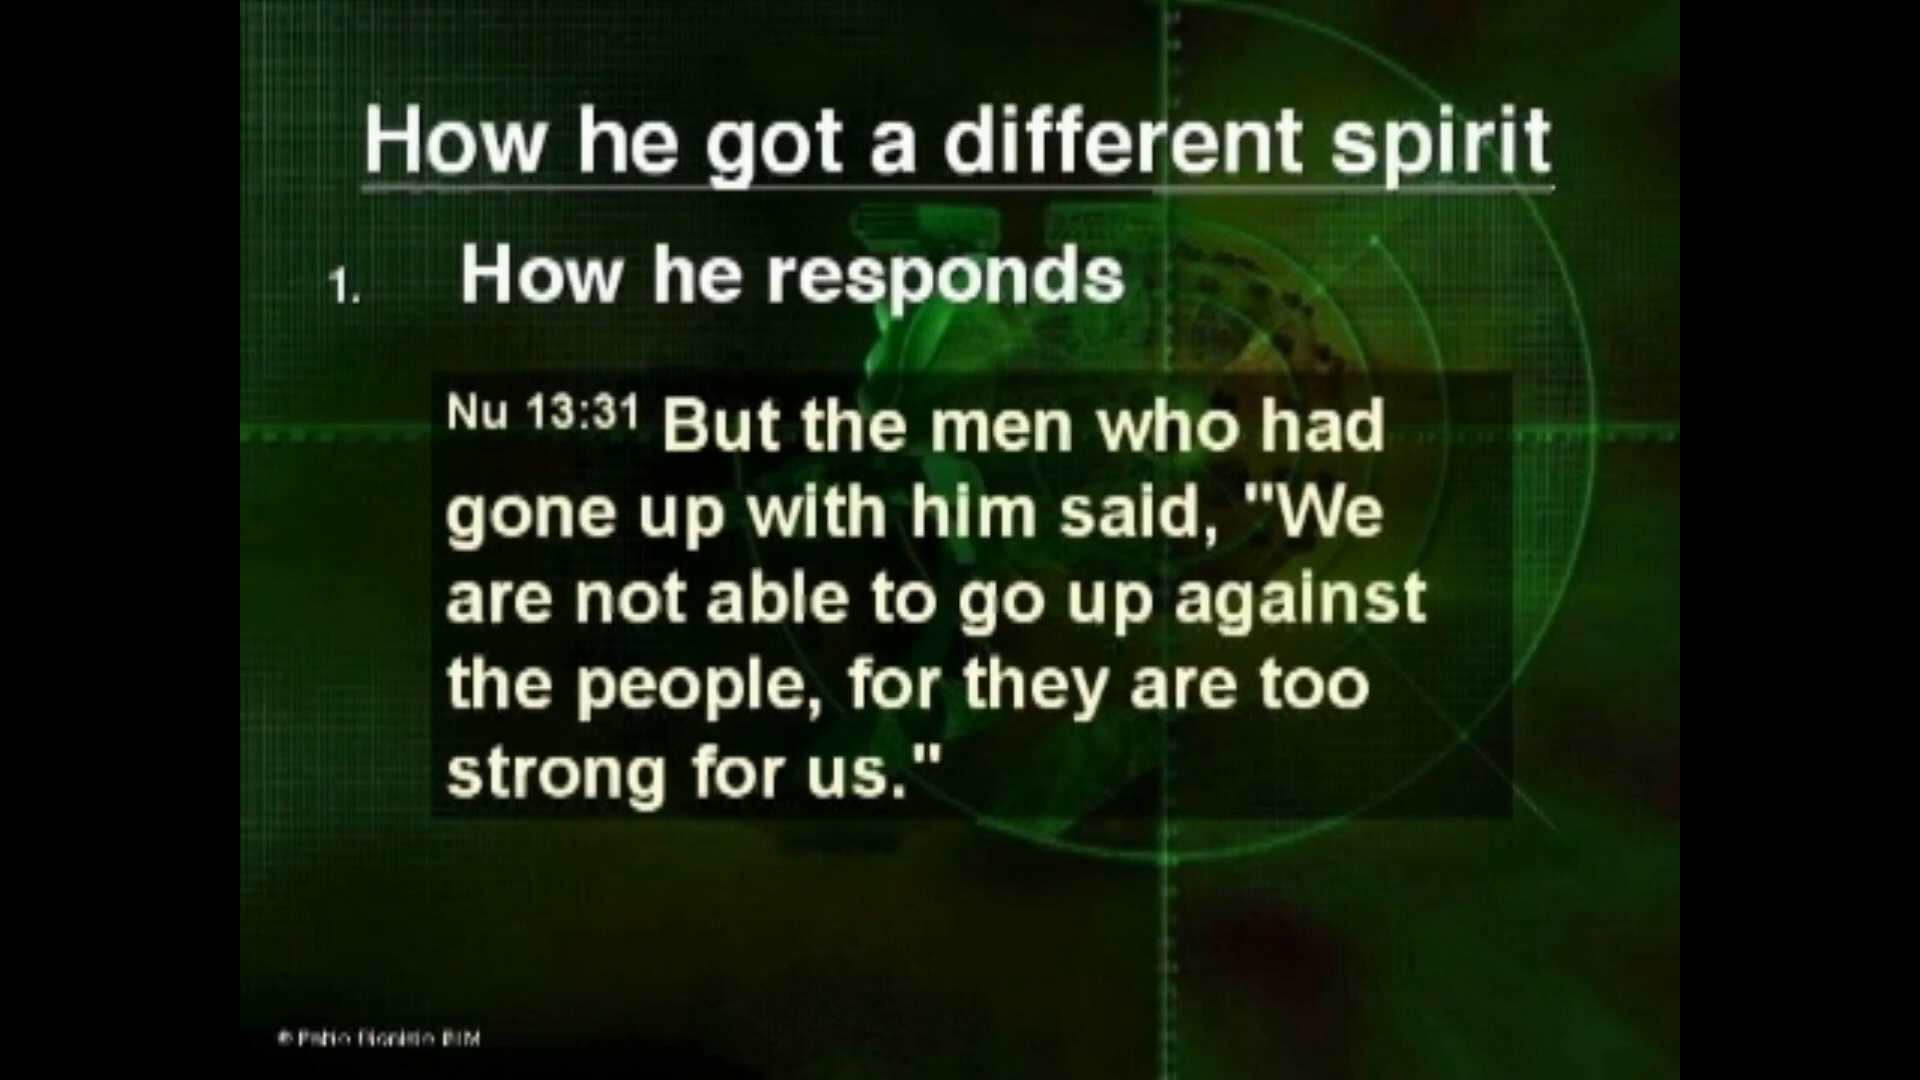 How he got a different spirit
1. How he responds
Nu 13:31 But the men who had
gone up with him said, "We
are not able to go up against
the people, for they are too
strong for us."